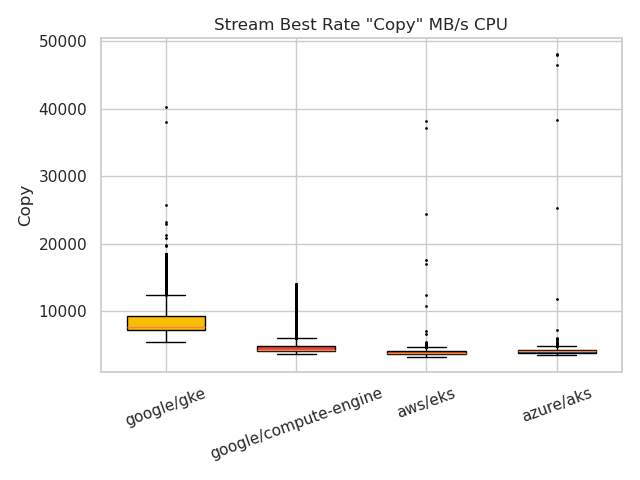 Stream Best Rate "Copy" MB/s CPU
50000
40000
30000
20000
10000
Copy
google/gke
google/compute-engine
aws/eks
azure/aks